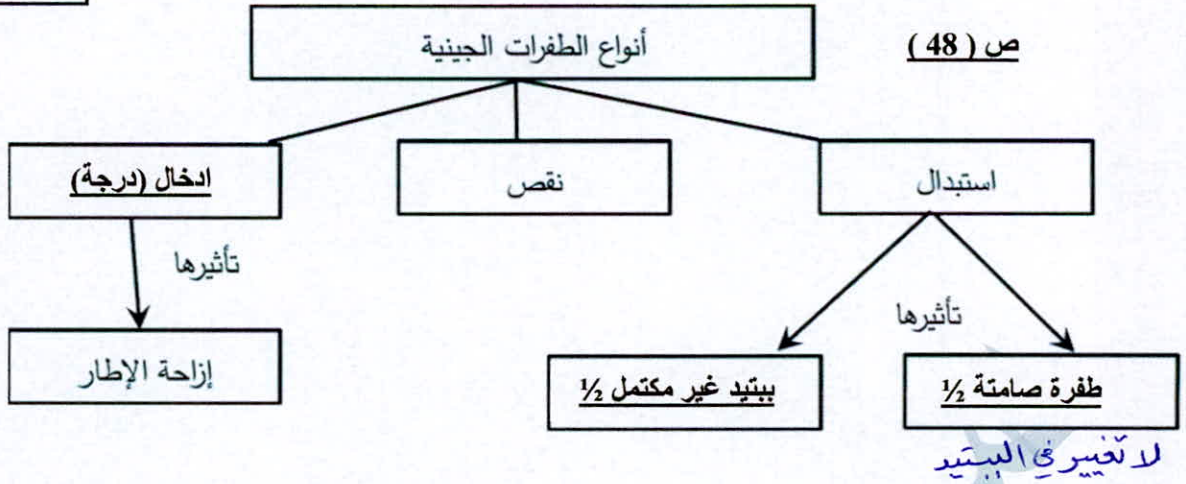 ص ( 48 )
أنواع الطفرات الجينية
استبدال
نقص
ادخال (درجة)
تأثيرها
تأثيرها
طفرة صامتة ½
ببتيد غير مكتمل ½
إزاحة الإطار
لا تغيير في الببتيد